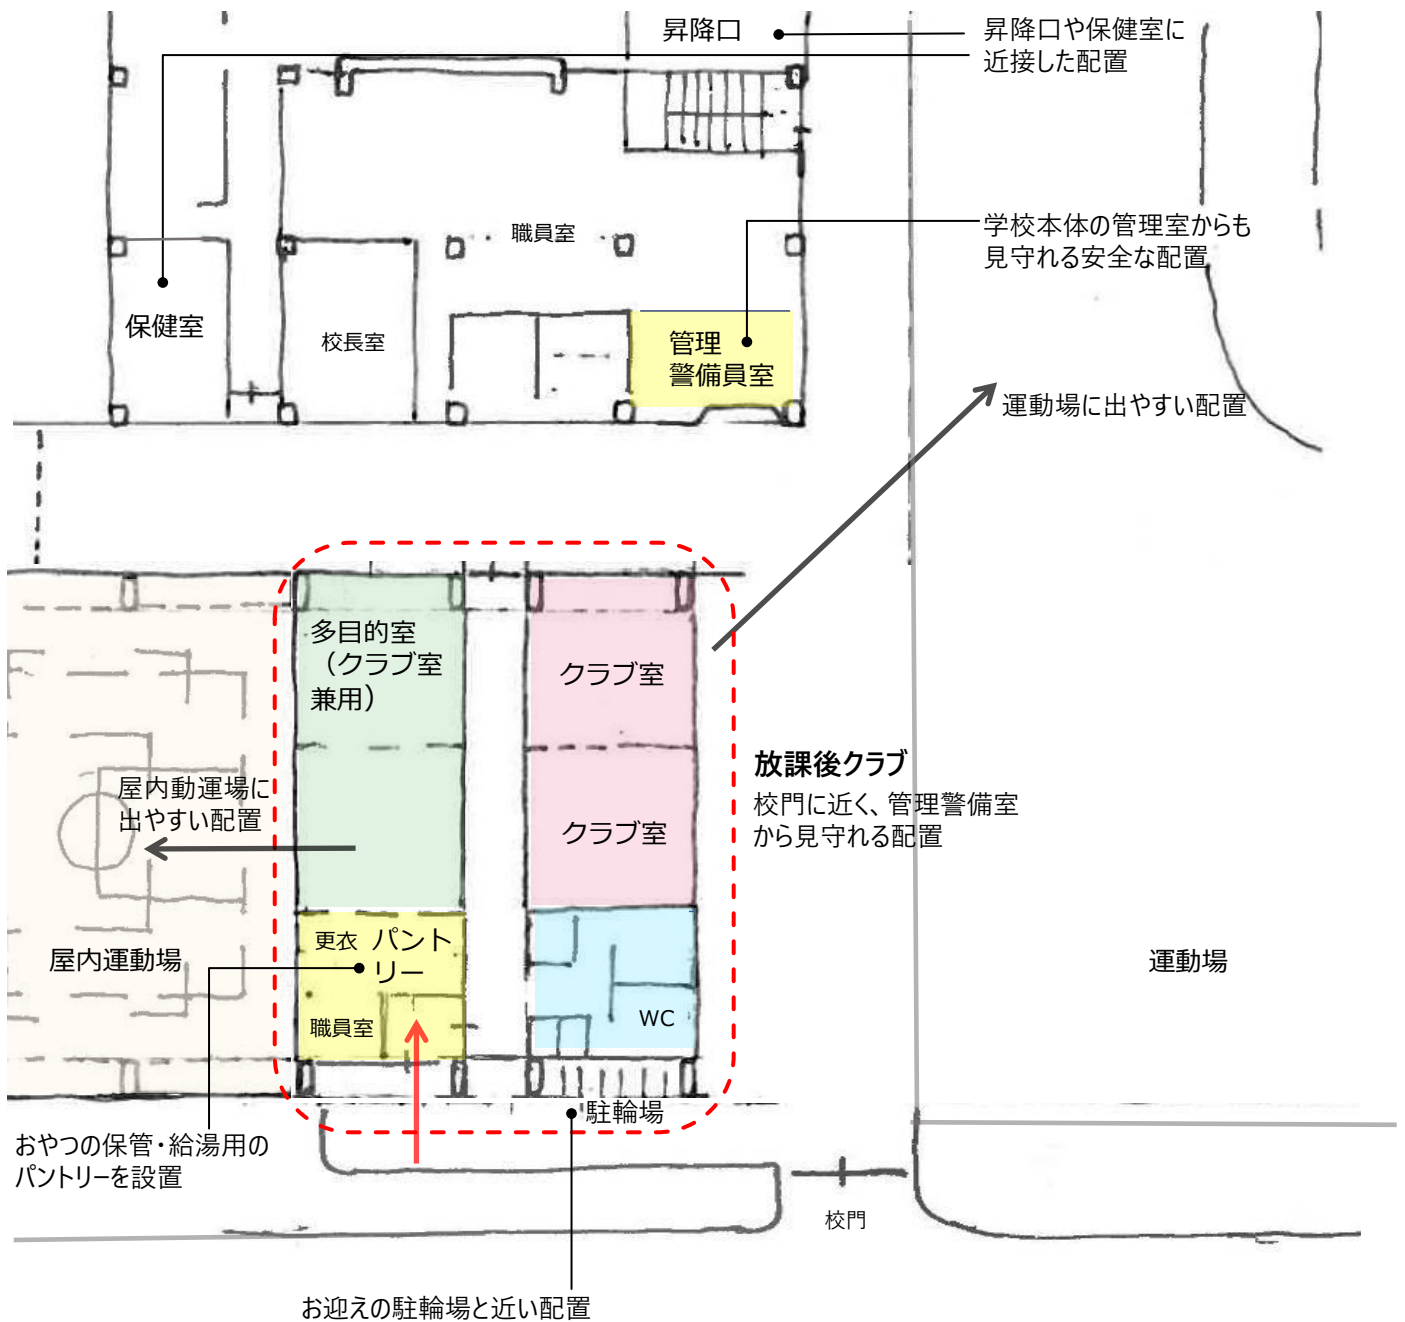 昇降口
昇降口や保健室に
近接した配置
職員室
学校本体の管理室からも
見守れる安全な配置
保健室
校長室
管理
警備員室
運動場に出やすい配置
多目的室
（クラブ室
兼用）
クラブ室
屋内動運場に
出やすい配置
クラブ室
放課後クラブ
校門に近く、管理警備室
から見守れる配置
更衣
パント
リー
屋内運動場
運動場
職員室
WC
駐輪場
おやつの保管・給湯用の
パントリーを設置
校門
お迎えの駐輪場と近い配置